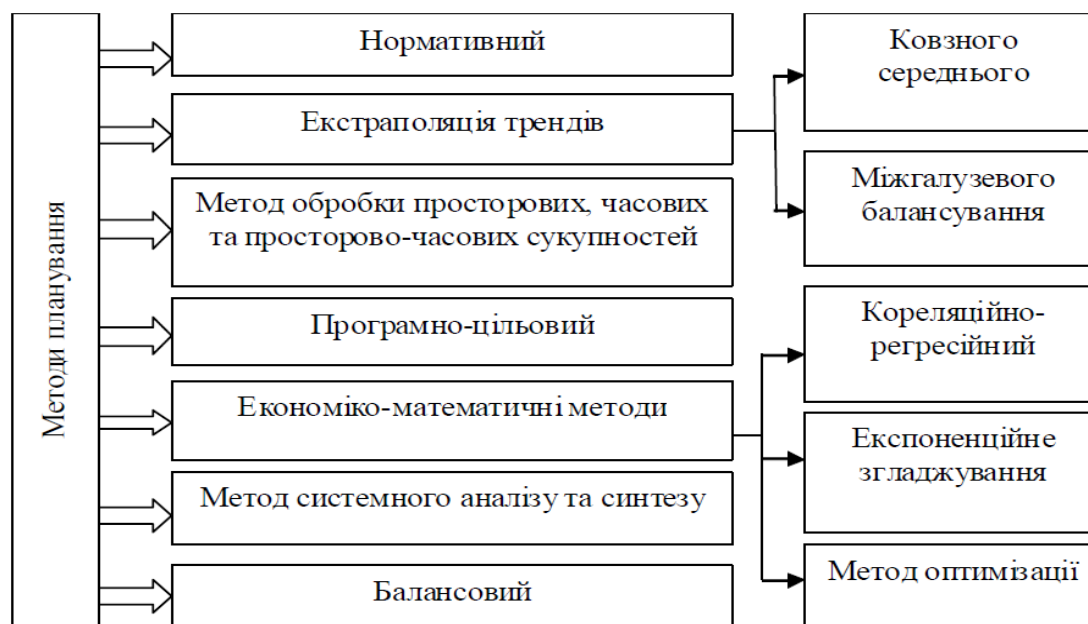 Методи планування
Нормативний
Екстраполяція трендів
Метод обробки просторових, часових
та просторово-часових сукупностей
Програмно-цільовий
Економіко-математичні методи
Метод системного аналізу та синтезу
Балансовий
Ковзного
середнього
Міжгалузевого
балансування
Кореляційно-
регресійний
Експоненційне
згладжування
Метод оптимізації